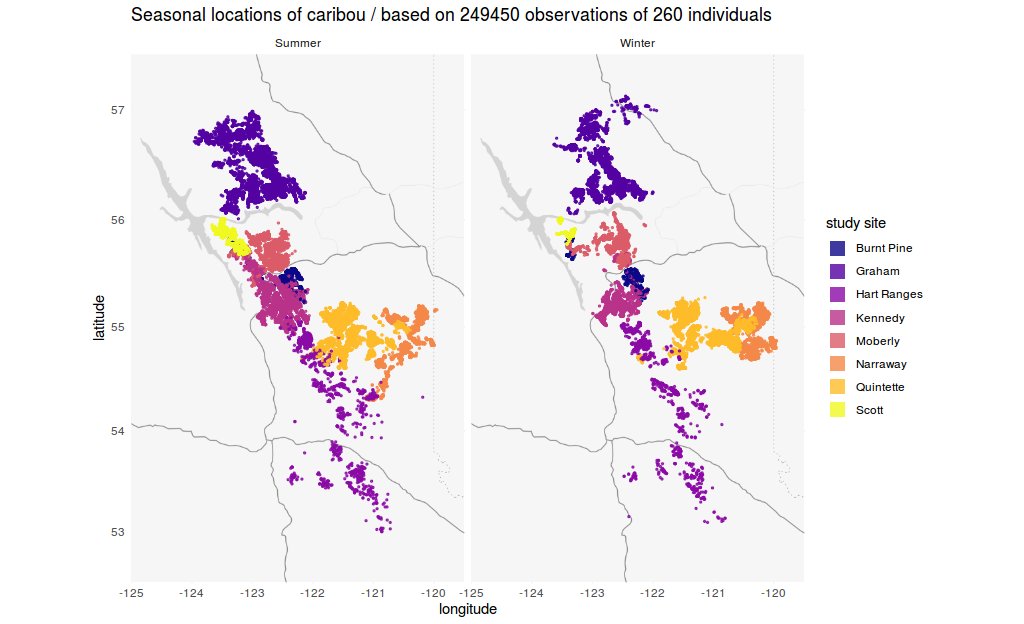 Seasonal locations of caribou / based on 249450 observations of 260 individuals
Summer
Winter
57
56
55
54
53
latitude
-125
-124
-123
-122
-121
-120
-125
-124
-123
-122
-121
-120
longitude
study site
Burnt Pine
Graham
Hart Ranges
Kennedy
Moberly
Narraway
Quintette
Scott